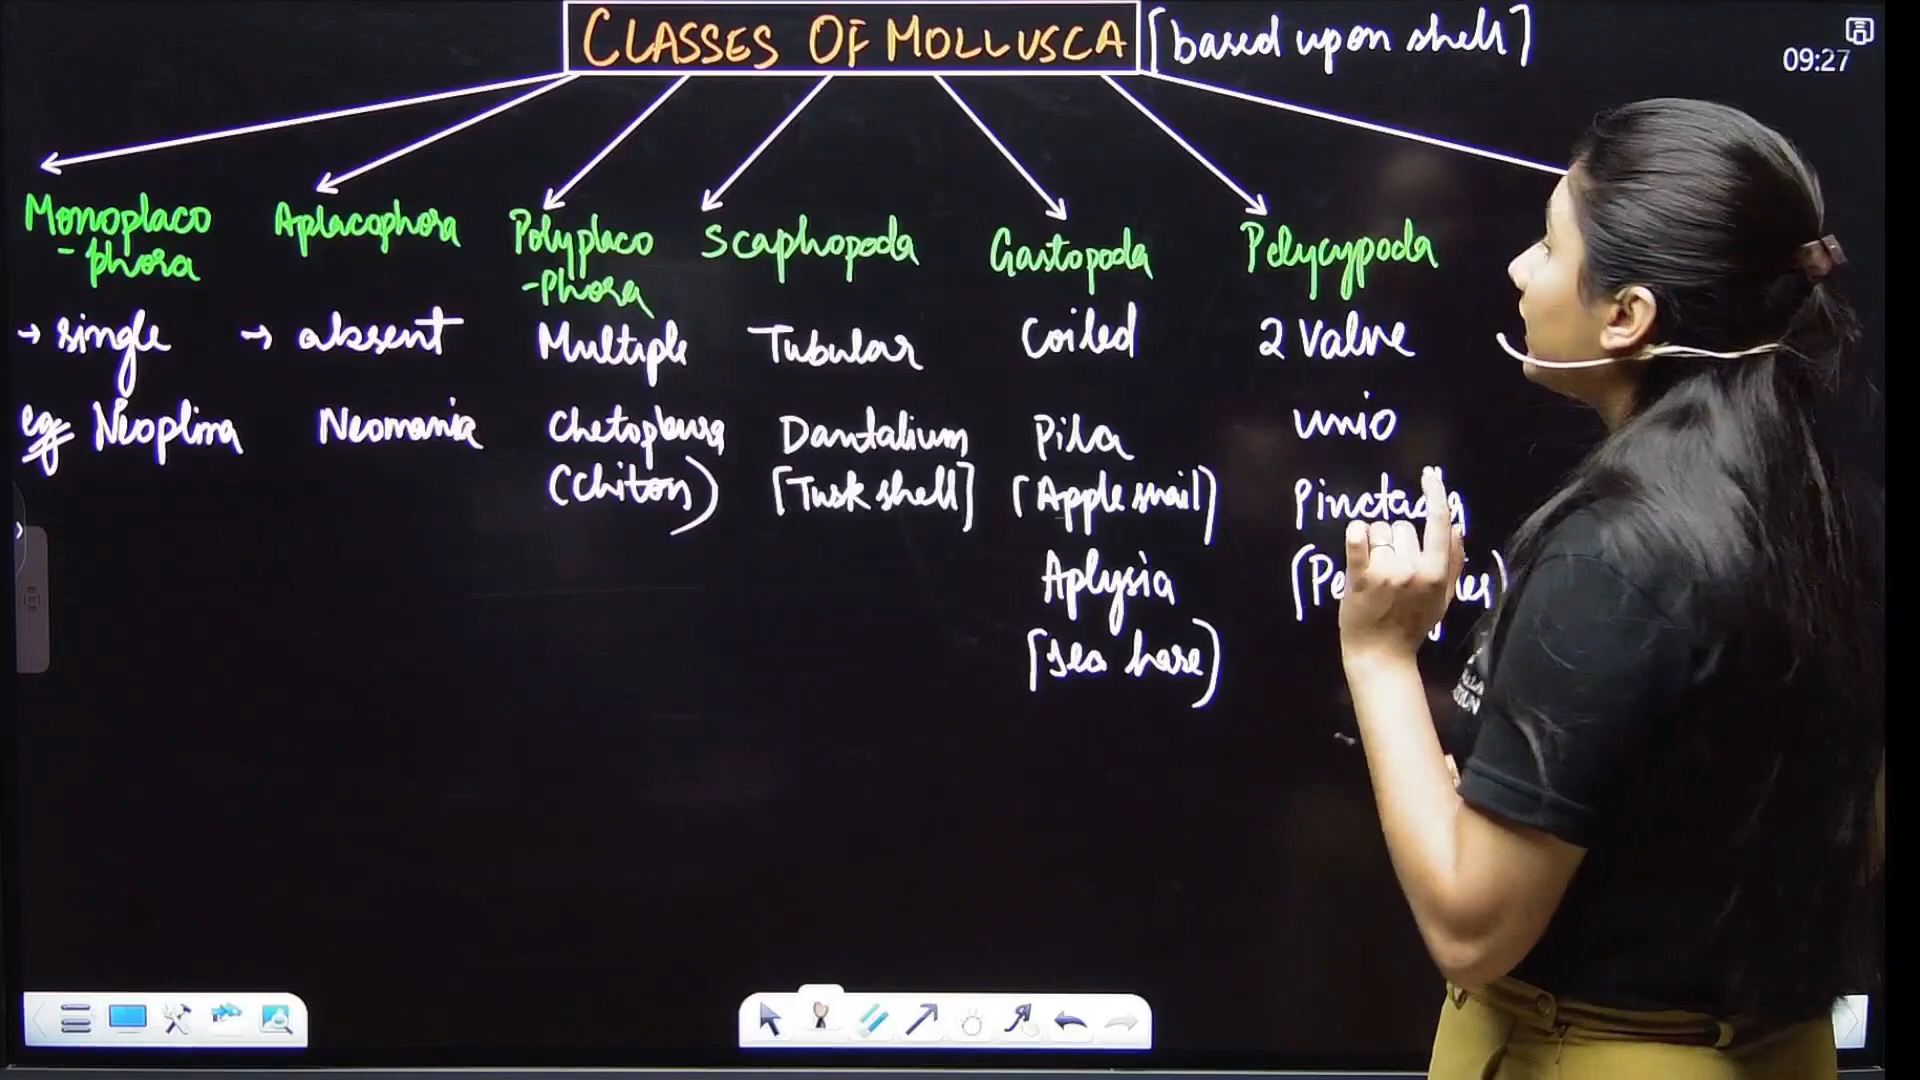 CLASSES OF MOLLUSCA [based upon shell]
09:27
Monoplaco
-phora
Aplacophora
Polyplaco
-Phora
Scaphopoda
Gastopoda
Pelycypoda
→ single
→ absent
Multiple
Tubular
Coiled
2 Valve
eg Neoplina
Neomania
Chetopleura
(Chiton)
Dantalium
[Tusk shell]
Pila
[Apple snail]
Aplysia
[sea hare)
Unio
Pinctada